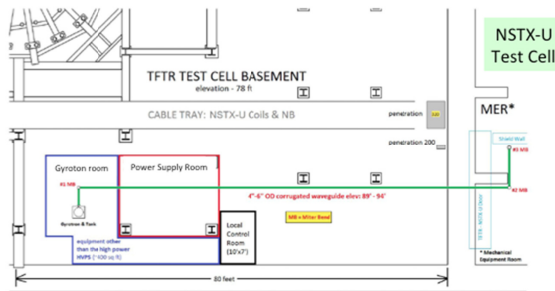 NSTX-U
Test Cell
TFTR TEST CELL BASEMENT
elevation - 78 ft
CABLE TRAY: NSTX-U Coils & NB
penetration
MER*
penetration 200
Shield Wall
#3 MB
Gyroton room
Power Supply Room
#1 MB
#2 MB
4"-6" OD corrugated waveguide elev: 89' - 94'
Gyrotron & Tank
MB = Miter Bend
Local
Control
Room
(10'x7')
equipment other
than the high power
HVPS (~400 sq ft)
* Mechanical
Equipment Room
80 feet